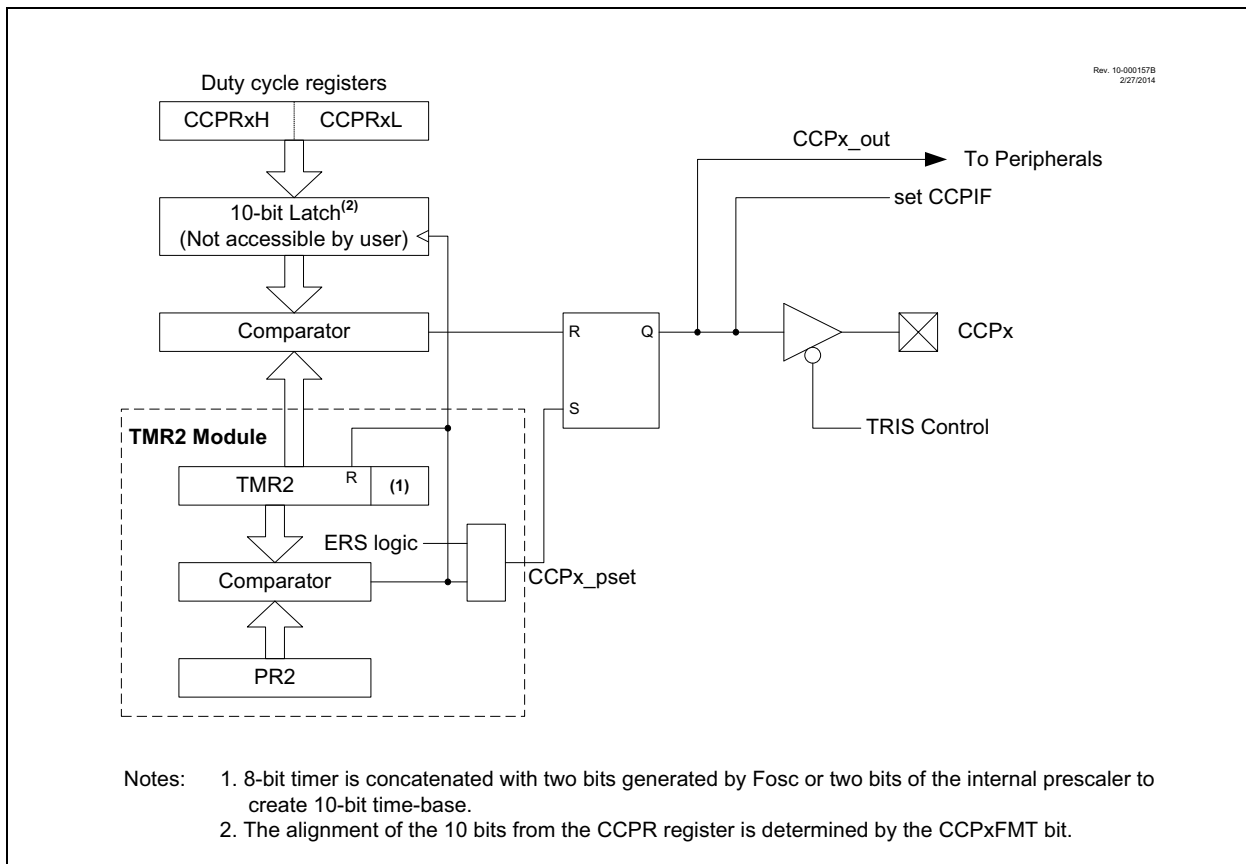 Rev. 10-000157B
2/27/2014
Duty cycle registers
CCPRxH CCPRxL
CCPx_out
To Peripherals
set CCPIF
10-bit Latch(2)
(Not accessible by user)
Comparator
R Q
CCPx
S
TRIS Control
TMR2 Module
R
TMR2 (1)
ERS logic
Comparator
CCPx_pset
PR2
Notes: 1. 8-bit timer is concatenated with two bits generated by Fosc or two bits of the internal prescaler to
create 10-bit time-base.
2. The alignment of the 10 bits from the CCPR register is determined by the CCPxFMT bit.